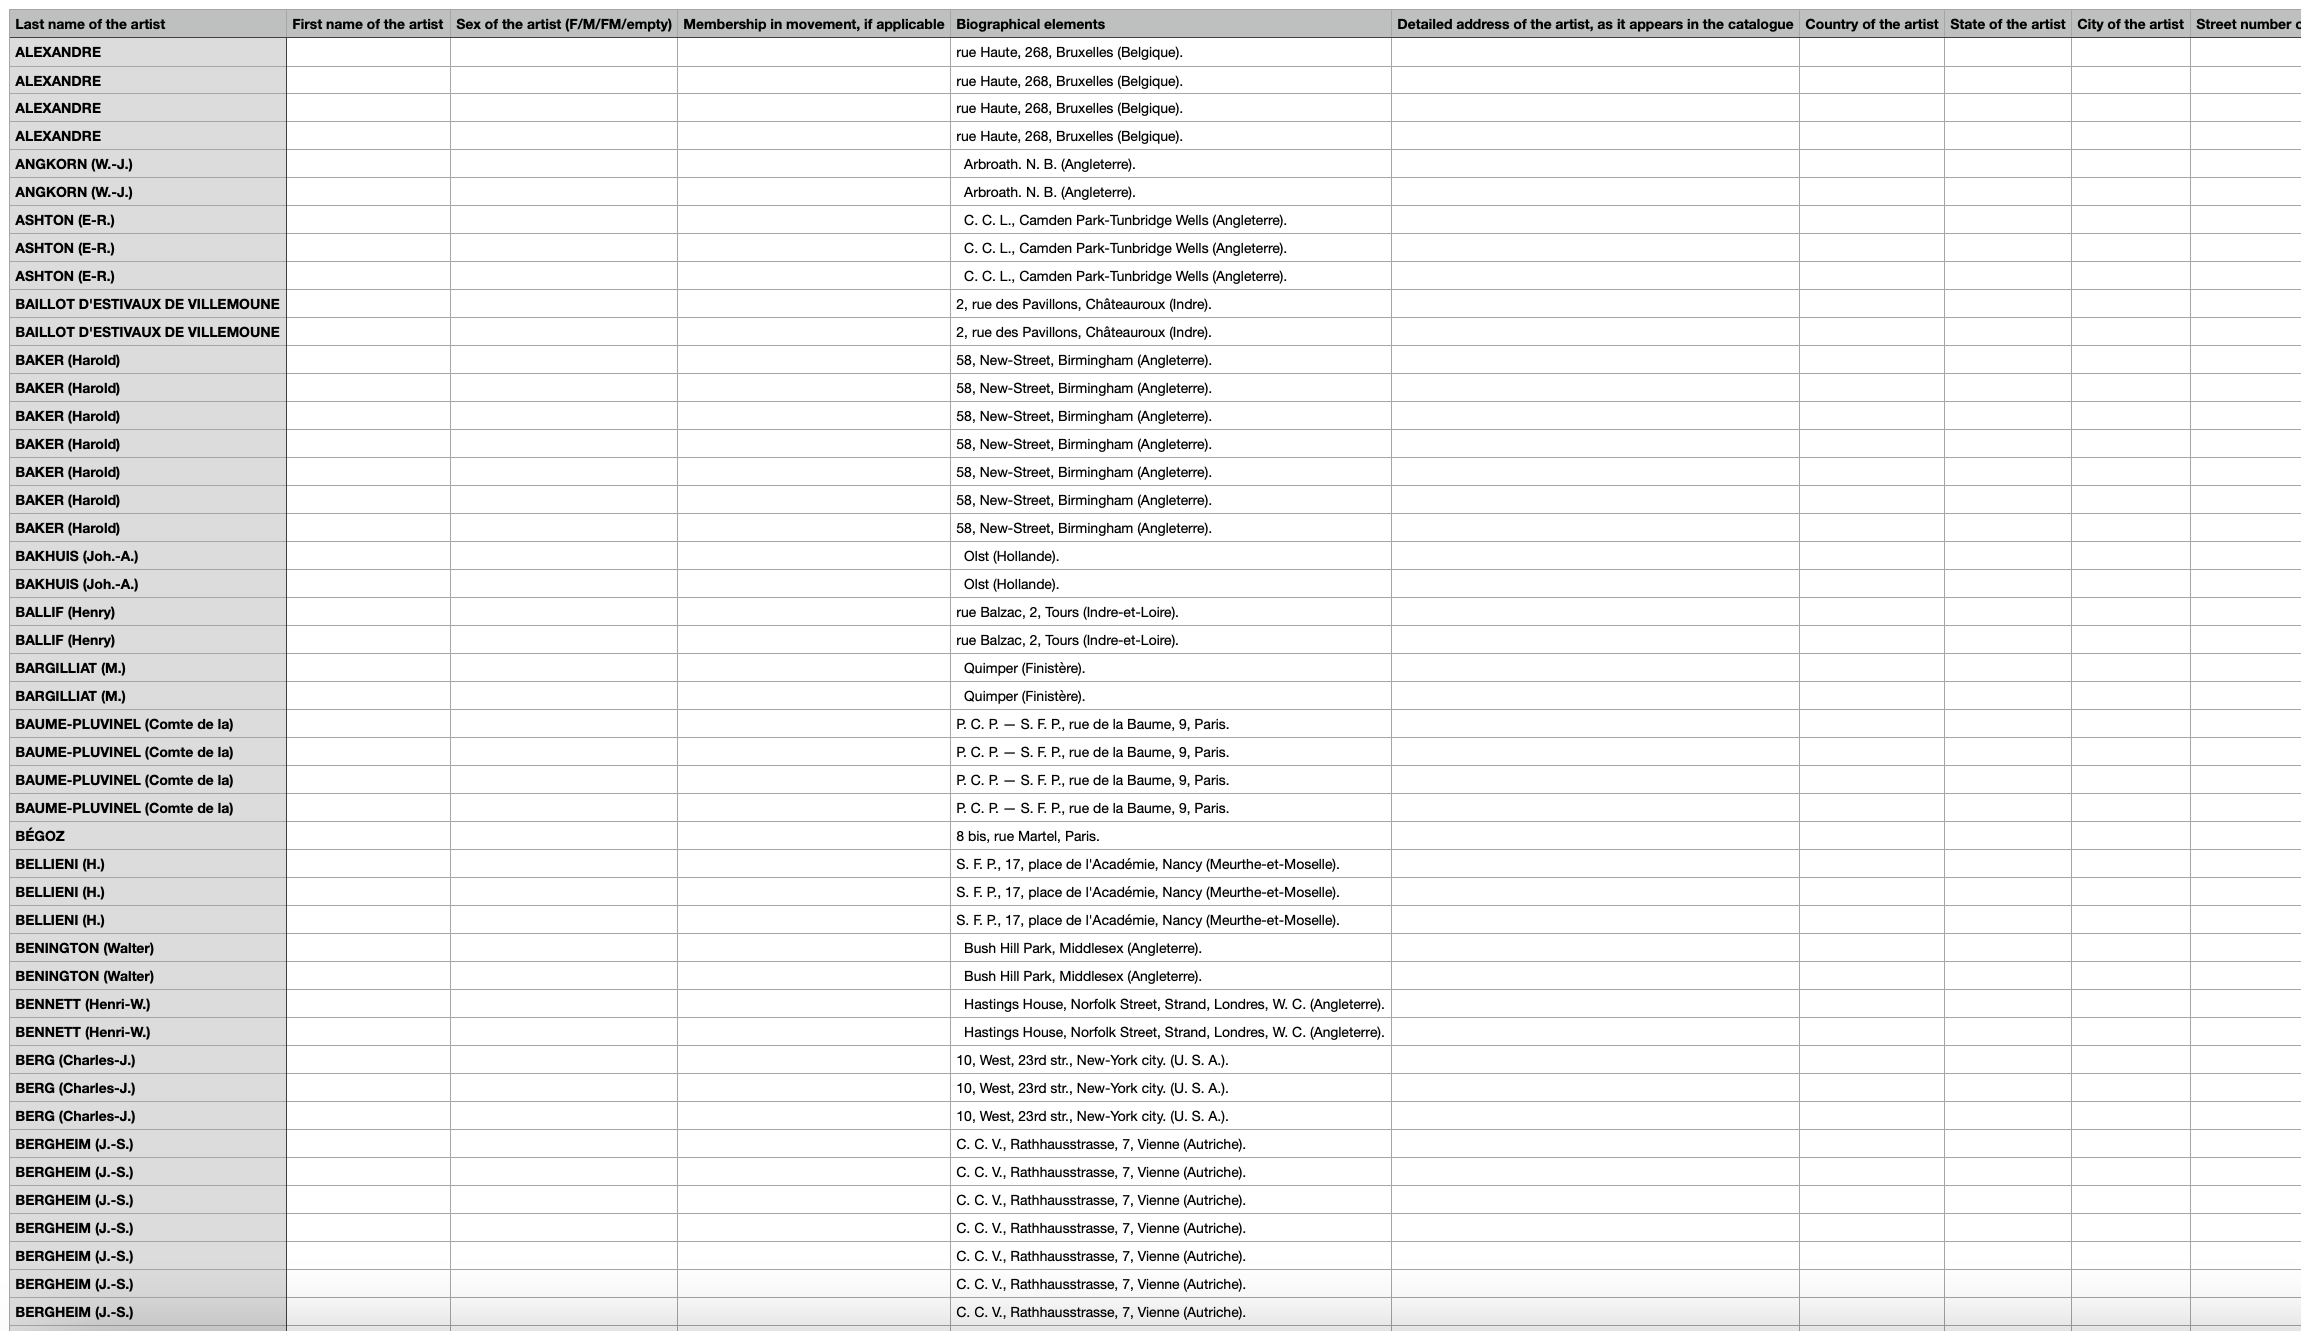 Last name of the artist First name of the artist Sex of the artist (F/M/FM/empty) Membership in movement, if applicable Biographical elements Detailed address of the artist, as it appears in the catalogue Country of the artist State of the artist City of the artist Street number
ALEXANDRE rue Haute, 268, Bruxelles (Belgique).
ALEXANDRE rue Haute, 268, Bruxelles (Belgique).
ALEXANDRE rue Haute, 268, Bruxelles (Belgique).
ALEXANDRE rue Haute, 268, Bruxelles (Belgique).
ANGKORN (W.-J.) Arbroath. N. B. (Angleterre).
ANGKORN (W.-J.) Arbroath. N. B. (Angleterre).
ASHTON (E-R.) C. C. L., Camden Park-Tunbridge Wells (Angleterre).
ASHTON (E-R.) C. C. L., Camden Park-Tunbridge Wells (Angleterre).
ASHTON (E-R.) C. C. L., Camden Park-Tunbridge Wells (Angleterre).
BAILLOT D'ESTIVAUX DE VILLEMOUNE 2, rue des Pavillons, Châteauroux (Indre).
BAILLOT D'ESTIVAUX DE VILLEMOUNE 2, rue des Pavillons, Châteauroux (Indre).
BAKER (Harold) 58, New-Street, Birmingham (Angleterre).
BAKER (Harold) 58, New-Street, Birmingham (Angleterre).
BAKER (Harold) 58, New-Street, Birmingham (Angleterre).
BAKER (Harold) 58, New-Street, Birmingham (Angleterre).
BAKER (Harold) 58, New-Street, Birmingham (Angleterre).
BAKER (Harold) 58, New-Street, Birmingham (Angleterre).
BAKER (Harold) 58, New-Street, Birmingham (Angleterre).
BAKHUIS (Joh.-A.) Olst (Hollande).
BAKHUIS (Joh.-A.) Olst (Hollande).
BALLIF (Henry) rue Balzac, 2, Tours (Indre-et-Loire).
BALLIF (Henry) rue Balzac, 2, Tours (Indre-et-Loire).
BARGILLIAT (M.) Quimper (Finistère).
BARGILLIAT (M.) Quimper (Finistère).
BAUME-PLUVINEL (Comte de la) P. C. P. — S. F. P., rue de la Baume, 9, Paris.
BAUME-PLUVINEL (Comte de la) P. C. P. — S. F. P., rue de la Baume, 9, Paris.
BAUME-PLUVINEL (Comte de la) P. C. P. — S. F. P., rue de la Baume, 9, Paris.
BAUME-PLUVINEL (Comte de la) P. C. P. — S. F. P., rue de la Baume, 9, Paris.
BÉGOZ 8 bis, rue Martel, Paris.
BELLIENI (H.) S. F. P., 17, place de l'Académie, Nancy (Meurthe-et-Moselle).
BELLIENI (H.) S. F. P., 17, place de l'Académie, Nancy (Meurthe-et-Moselle).
BELLIENI (H.) S. F. P., 17, place de l'Académie, Nancy (Meurthe-et-Moselle).
BENINGTON (Walter) Bush Hill Park, Middlesex (Angleterre).
BENINGTON (Walter) Bush Hill Park, Middlesex (Angleterre).
BENNETT (Henri-W.) Hastings House, Norfolk Street, Strand, Londres, W. C. (Angleterre).
BENNETT (Henri-W.) Hastings House, Norfolk Street, Strand, Londres, W. C. (Angleterre).
BERG (Charles-J.) 10, West, 23rd str., New-York city. (U. S. A.).
BERG (Charles-J.) 10, West, 23rd str., New-York city. (U. S. A.).
BERG (Charles-J.) 10, West, 23rd str., New-York city. (U. S. A.).
BERGHEIM (J.-S.) C. C. V., Rathhausstrasse, 7, Vienne (Autriche).
BERGHEIM (J.-S.) C. C. V., Rathhausstrasse, 7, Vienne (Autriche).
BERGHEIM (J.-S.) C. C. V., Rathhausstrasse, 7, Vienne (Autriche).
BERGHEIM (J.-S.) C. C. V., Rathhausstrasse, 7, Vienne (Autriche).
BERGHEIM (J.-S.) C. C. V., Rathhausstrasse, 7, Vienne (Autriche).
BERGHEIM (J.-S.) C. C. V., Rathhausstrasse, 7, Vienne (Autriche).
BERGHEIM (J.-S.) C. C. V., Rathhausstrasse, 7, Vienne (Autriche).